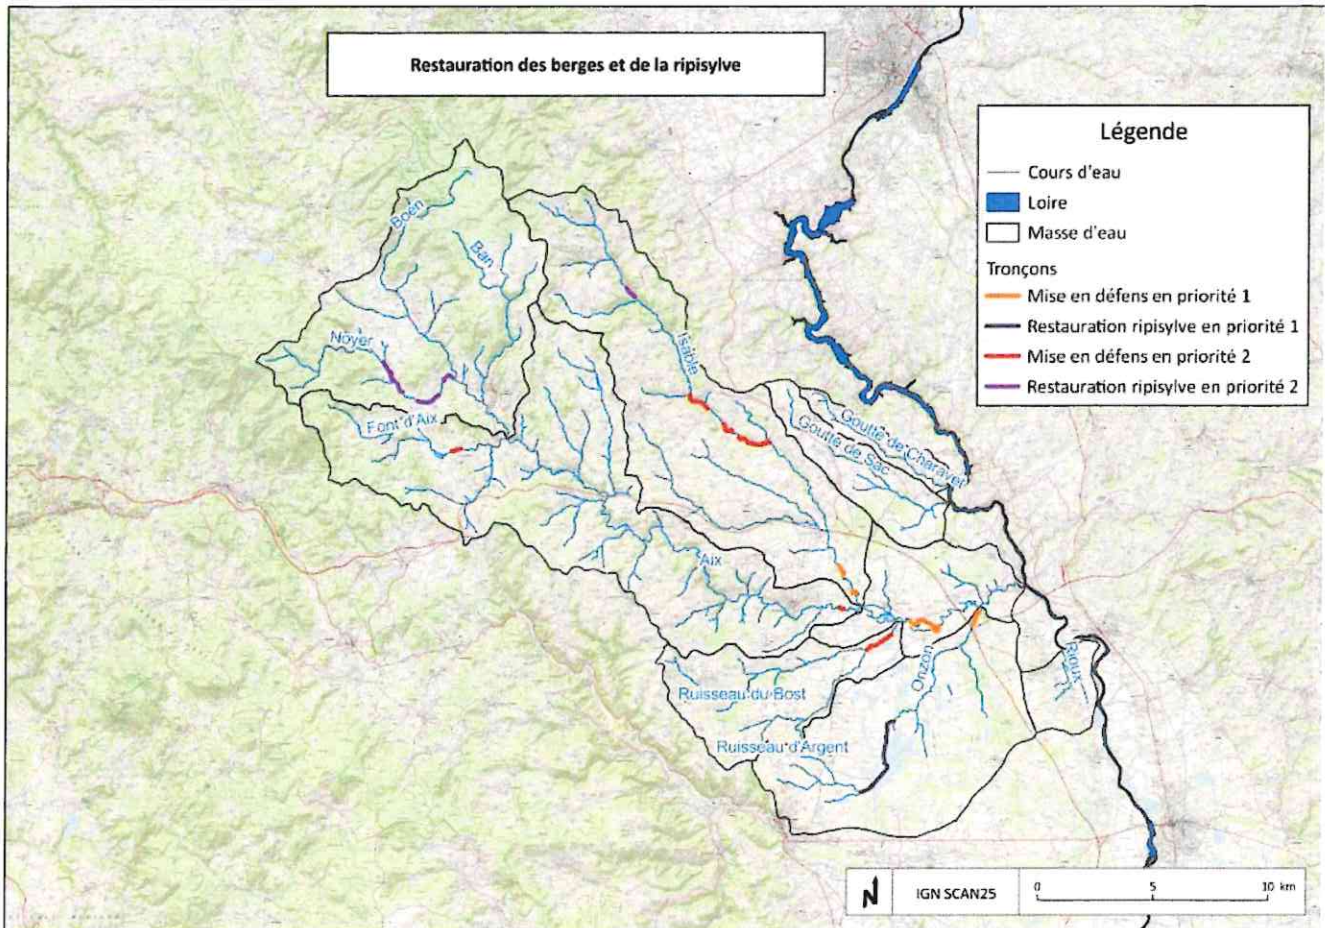 Restauration des berges et de la ripisylve
Légende
Cours d'eau
Loire
Masse d'eau
Tronçons
Mise en défens en priorité 1
Restauration ripisylve en priorité 1
Mise en défens en priorité 2
Restauration ripisylve en priorité 2
Boën
Ban
Noyer
Isable
Font d'Aix
Goutte de Charavet
Goutte de Sac
Aix
Onzon
Rioux
Ruisseau du Bost
Ruisseau d'Argent
N
IGN SCAN25
0 5 10 km